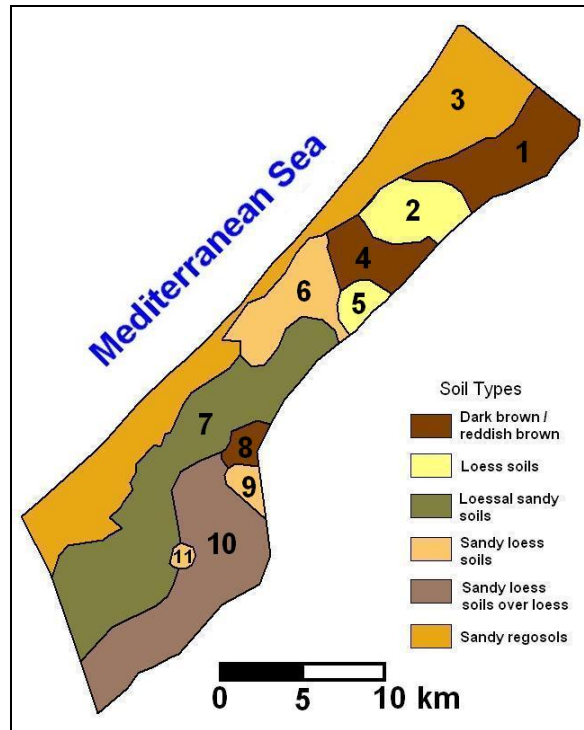 Mediterranean Sea
3
1
2
4
6
5
7
8
9
10
11
Soil Types
Dark brown /
reddish brown
Loess soils
Loessal sandy
soils
Sandy loess
soils
Sandy loess
soils over loess
Sandy regosols
0 5 10 km